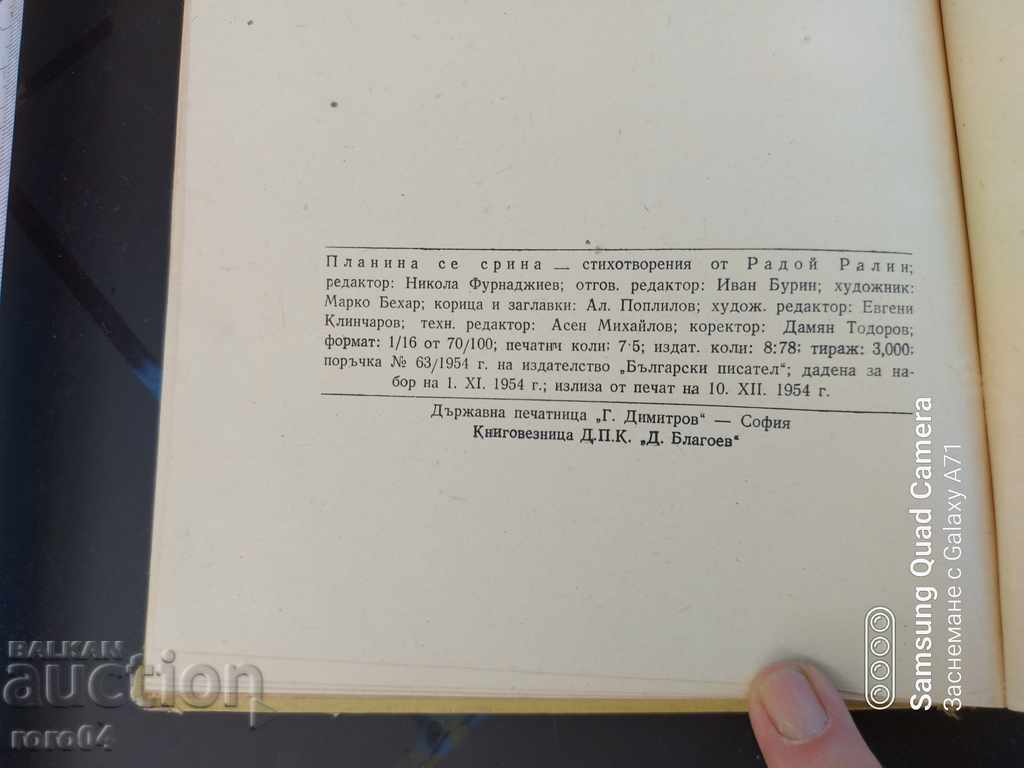 Планина се срина — стихотворения от Радой Ралин;
редактор: Никола Фурнаджиев; отгов. редактор: Иван Бурин; художник:
Марко Бехар; корица и заглавки: Ал. Поплилов; худож. редактор: Евгени
Клинчаров; техн. редактор: Асен Михайлов; коректор: Дамян Тодоров;
формат: 1/16 от 70/100; печатни коли: 7·5; издат. коли: 8·78; тираж: 3,000;
поръчка № 63/1954 г. на издателство „Български писател“; дадена за на-
бор на 1. XI. 1954 г.; излиза от печат на 10. XII. 1954 г.
Държавна печатница „Г. Димитров“ — София
Книговезница Д.П.К. „Д. Благоев“
Samsung Quad Camera
Заснемане с Galaxy A71
BALKAN
auction
roro04